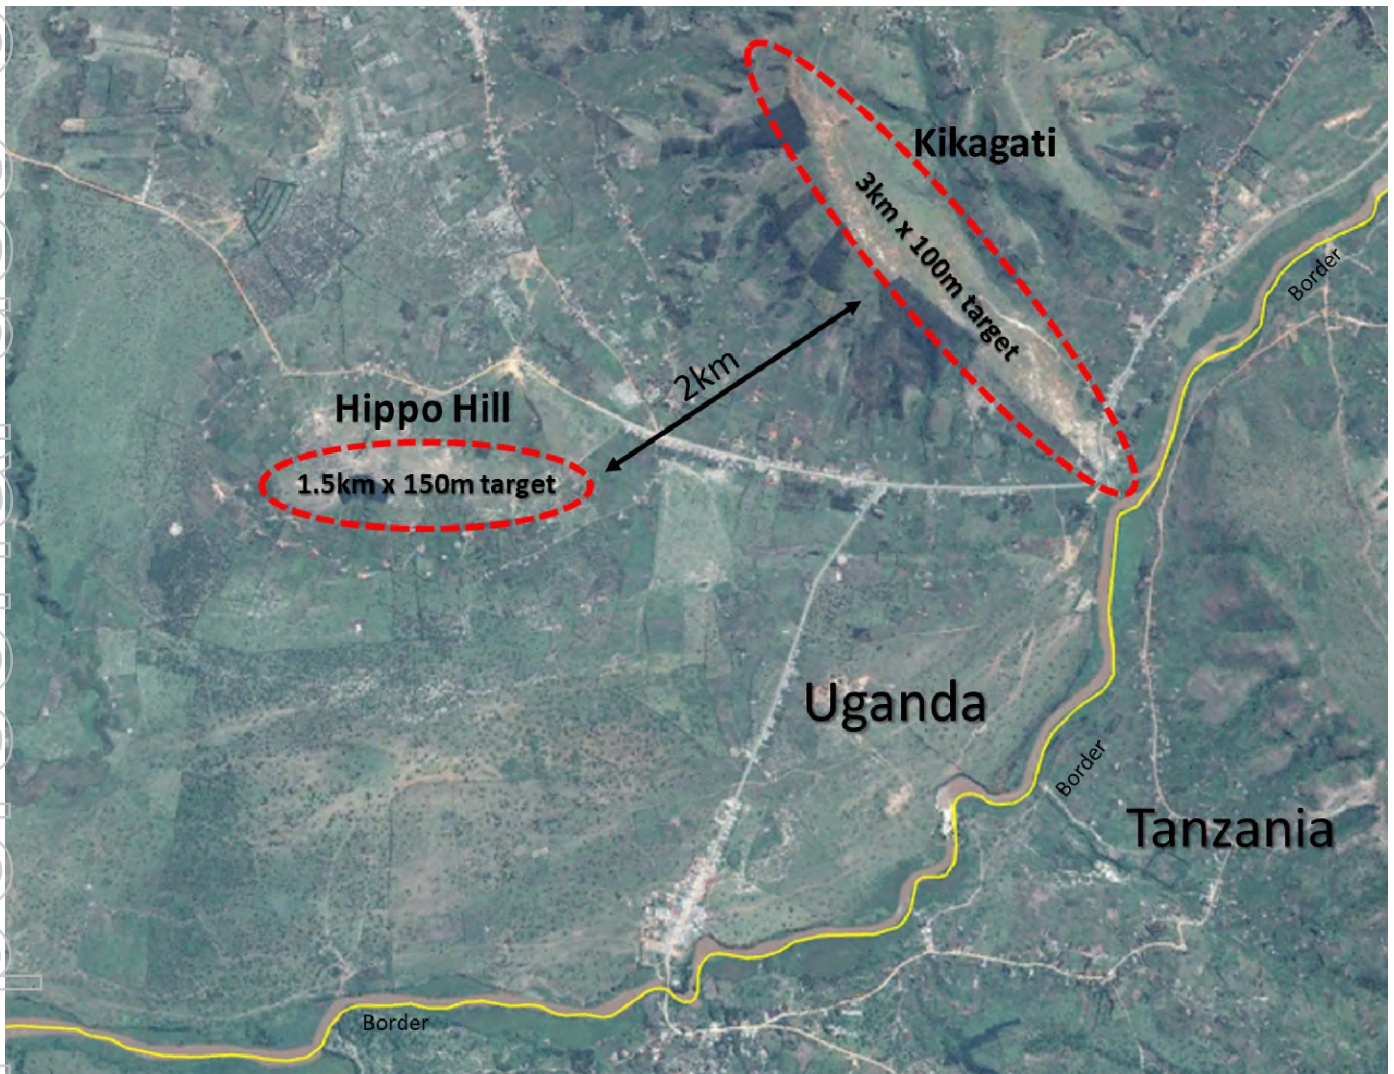 Kikagati
3km x 100m target
Border
2km
Hippo Hill
1.5km x 150m target
Uganda
Border
Tanzania
Border